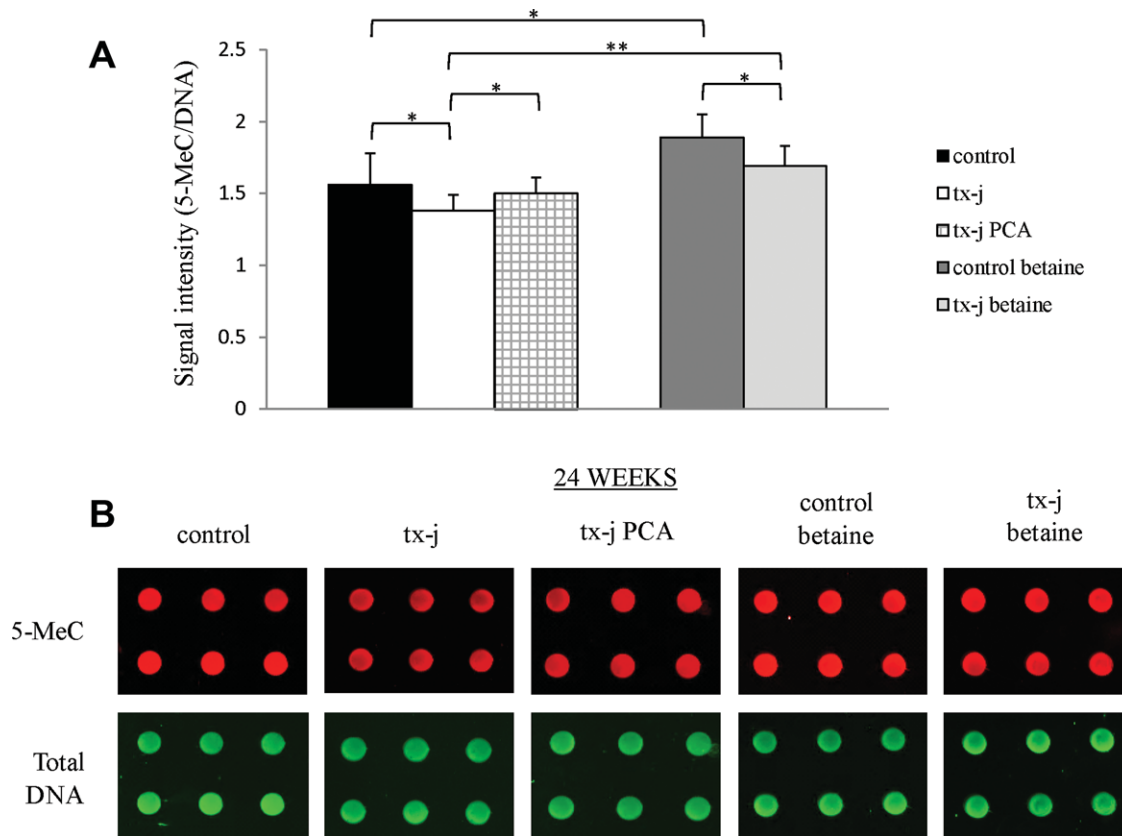 A
*
**
*
*
*
2.5
2
1.5
1
0.5
0
Signal intensity (5-MeC/DNA)
control
tx-j
tx-j PCA
control betaine
tx-j betaine
24 WEEKS
B
control
tx-j
tx-j PCA
control
betaine
tx-j
betaine
5-MeC
Total
DNA